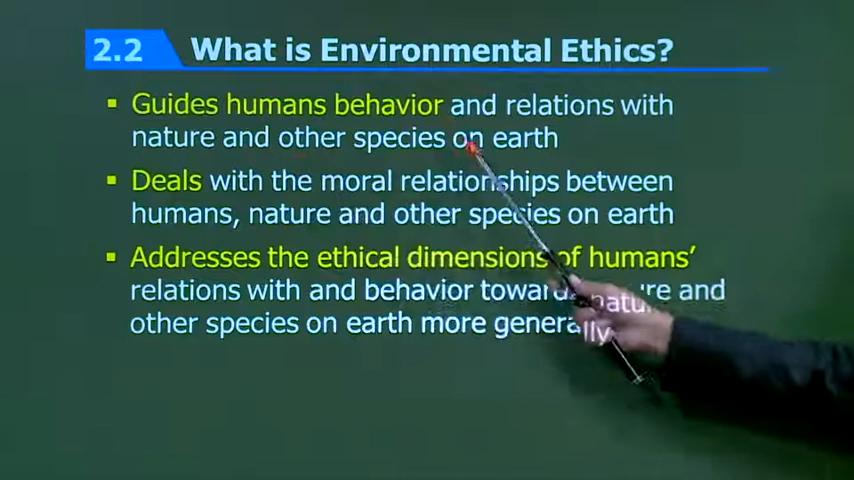 2.2 What is Environmental Ethics?
▪ Guides humans behavior and relations with
nature and other species on earth
▪ Deals with the moral relationships between
humans, nature and other species on earth
▪ Addresses the ethical dimensions of humans’
relations with and behavior towards nature and
other species on earth more generally